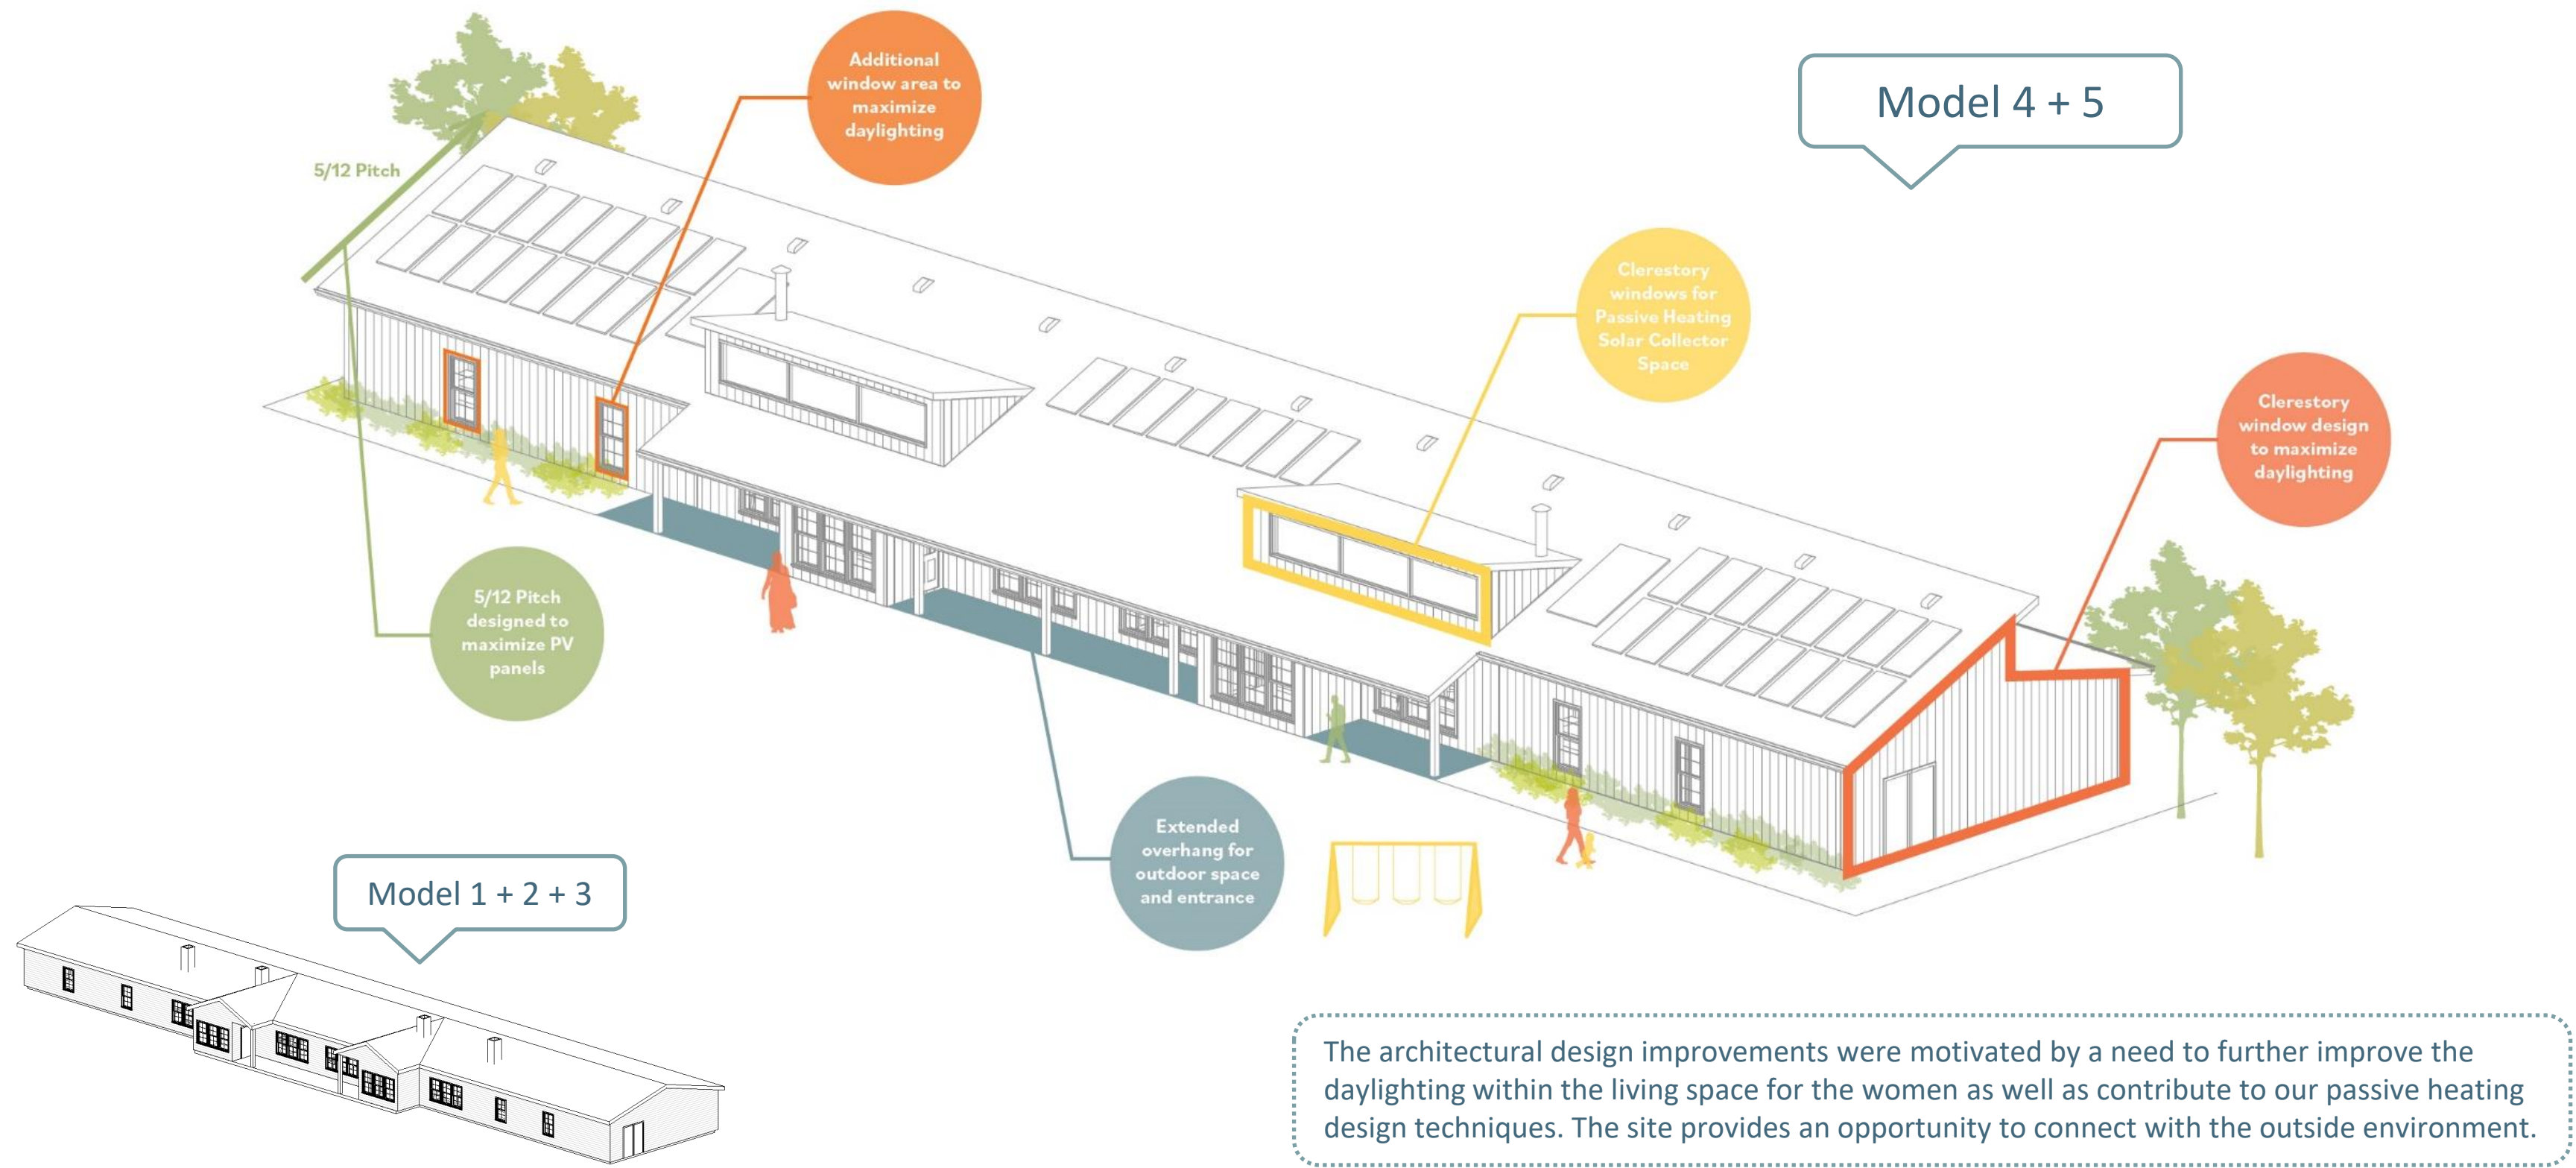 Additional
window area to
maximize
daylighting
Model 4 + 5
5/12 Pitch
Clerestory
windows for
Passive Heating
Solar Collector
Space
Clerestory
window design
to maximize
daylighting
5/12 Pitch
designed to
maximize PV
panels
Extended
overhang for
outdoor space
and entrance
Model 1 + 2 + 3
The architectural design improvements were motivated by a need to further improve the
daylighting within the living space for the women as well as contribute to our passive heating
design techniques. The site provides an opportunity to connect with the outside environment.